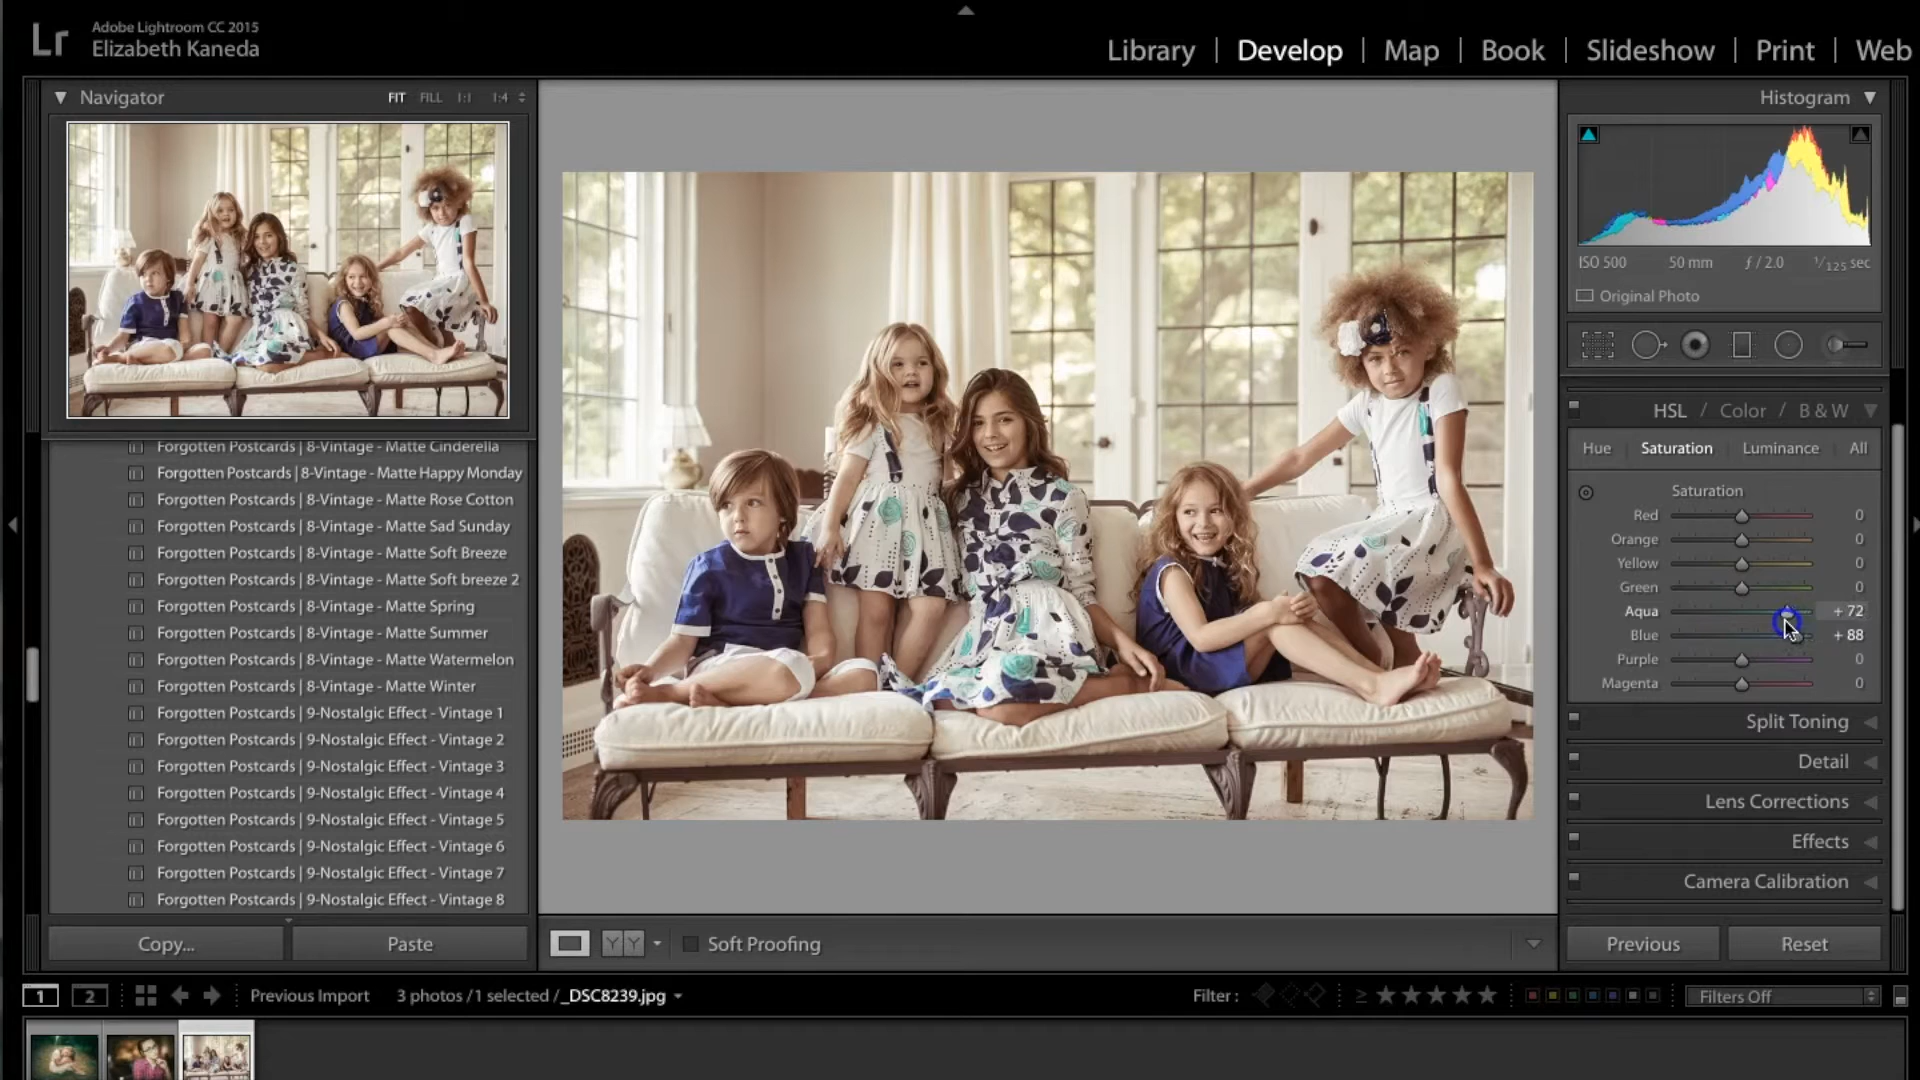 Lr
Adobe Lightroom CC 2015
Elizabeth Kaneda
Library | Develop | Map | Book | Slideshow | Print | Web
Navigator FIT FILL 1:1 1:4
Forgotten Postcards | 8-Vintage - Matte Cinderella
Forgotten Postcards | 8-Vintage - Matte Happy Monday
Forgotten Postcards | 8-Vintage - Matte Rose Cotton
Forgotten Postcards | 8-Vintage - Matte Sad Sunday
Forgotten Postcards | 8-Vintage - Matte Soft Breeze
Forgotten Postcards | 8-Vintage - Matte Soft breeze 2
Forgotten Postcards | 8-Vintage - Matte Spring
Forgotten Postcards | 8-Vintage - Matte Summer
Forgotten Postcards | 8-Vintage - Matte Watermelon
Forgotten Postcards | 8-Vintage - Matte Winter
Forgotten Postcards | 9-Nostalgic Effect - Vintage 1
Forgotten Postcards | 9-Nostalgic Effect - Vintage 2
Forgotten Postcards | 9-Nostalgic Effect - Vintage 3
Forgotten Postcards | 9-Nostalgic Effect - Vintage 4
Forgotten Postcards | 9-Nostalgic Effect - Vintage 5
Forgotten Postcards | 9-Nostalgic Effect - Vintage 6
Forgotten Postcards | 9-Nostalgic Effect - Vintage 7
Forgotten Postcards | 9-Nostalgic Effect - Vintage 8
Copy... Paste
YY Soft Proofing
Histogram
ISO 500 50 mm ƒ / 2.0 1/125 sec
Original Photo
HSL / Color / B & W
Hue Saturation Luminance All
Saturation
Red 0
Orange 0
Yellow 0
Green 0
Aqua + 72
Blue + 88
Purple 0
Magenta 0
Split Toning
Detail
Lens Corrections
Effects
Camera Calibration
Previous Reset
1 2 Previous Import 3 photos / 1 selected / _DSC8239.jpg Filter : ≥ ★★★★★ Filters Off